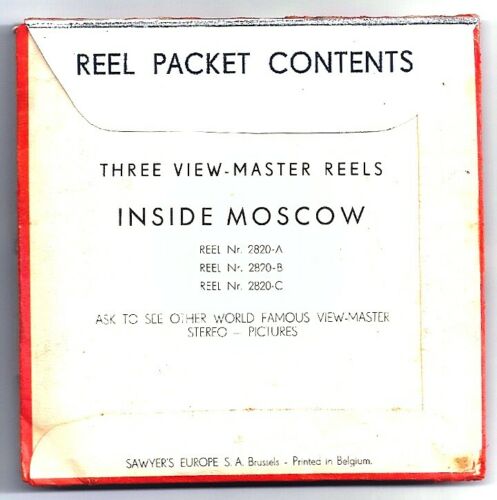 REEL PACKET CONTENTS
THREE VIEW-MASTER REELS
INSIDE MOSCOW
REEL Nr. 2820-A
REEL Nr. 2820-B
REEL Nr. 2820-C
ASK TO SEE OTHER WORLD FAMOUS VIEW-MASTER
STEREO - PICTURES
SAWYER'S EUROPE S. A. Brussels - Printed in Belgium.